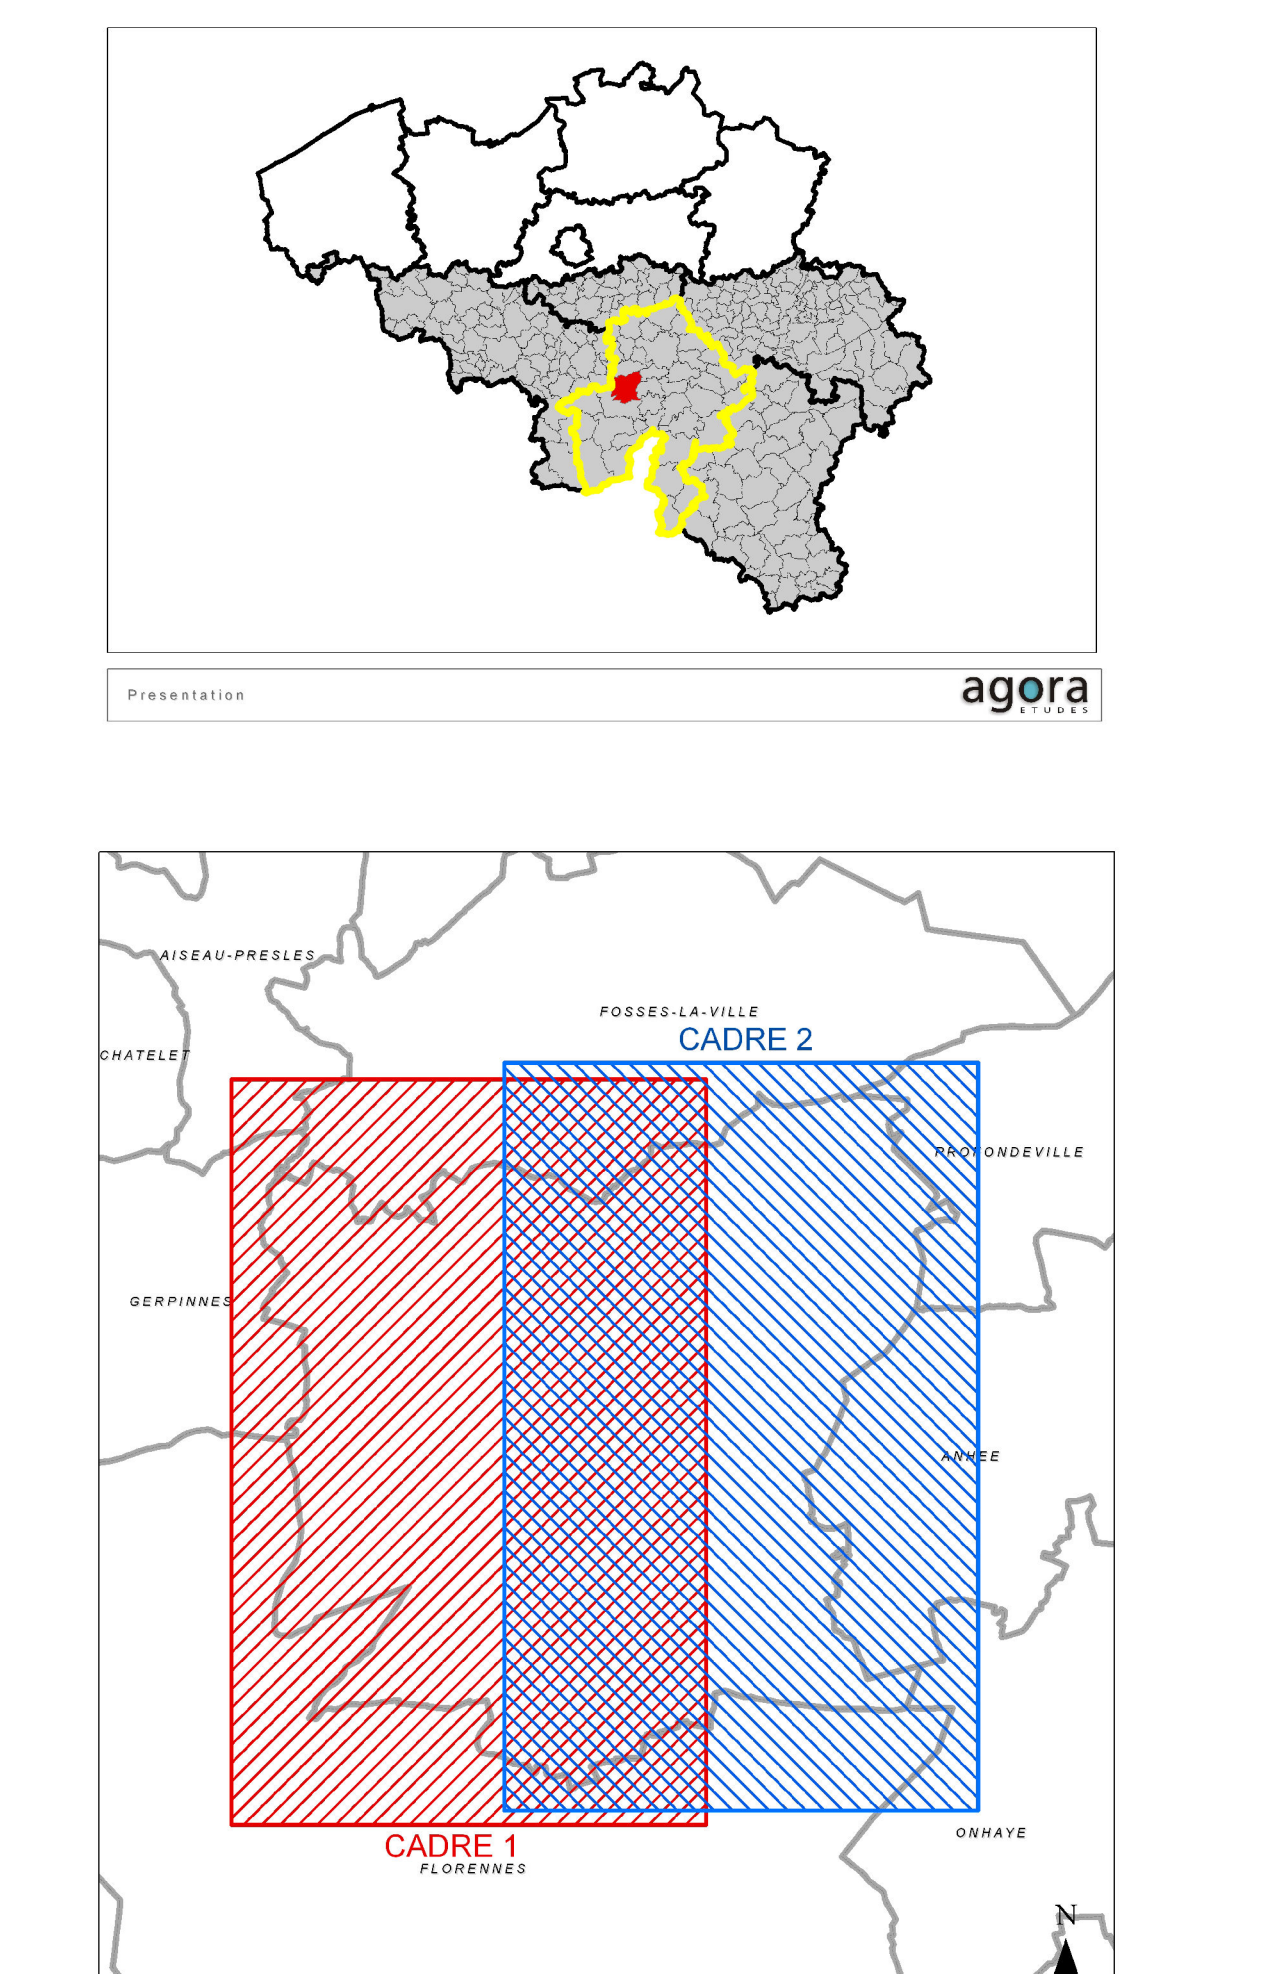 Presentation
agora
ETUDES
AISEAU-PRESLES
FOSSES-LA-VILLE
CADRE 2
CHATELET
PROFONDEVILLE
GERPINNES
ANHEE
ONHAYE
CADRE 1
FLORENNES
N